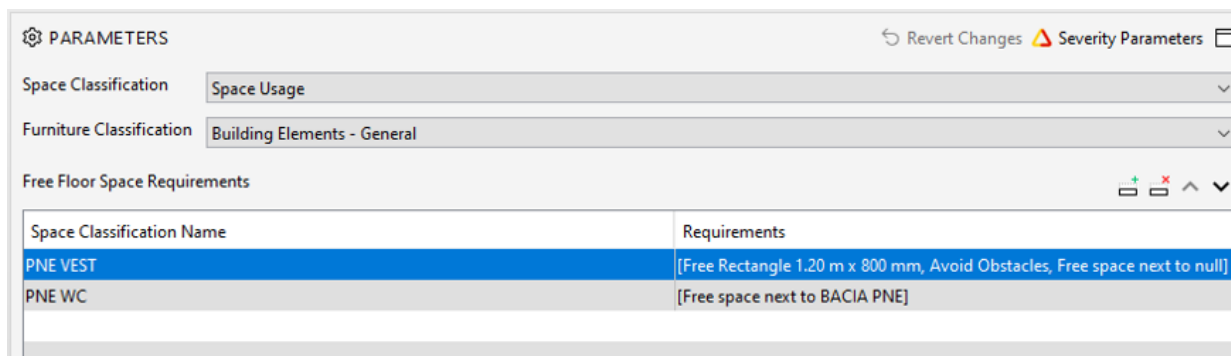 PARAMETERS Revert Changes Severity Parameters
Space Classification Space Usage
Furniture Classification Building Elements - General
Free Floor Space Requirements
Space Classification Name Requirements
PNE VEST [Free Rectangle 1.20 m x 800 mm, Avoid Obstacles, Free space next to null]
PNE WC [Free space next to BACIA PNE]